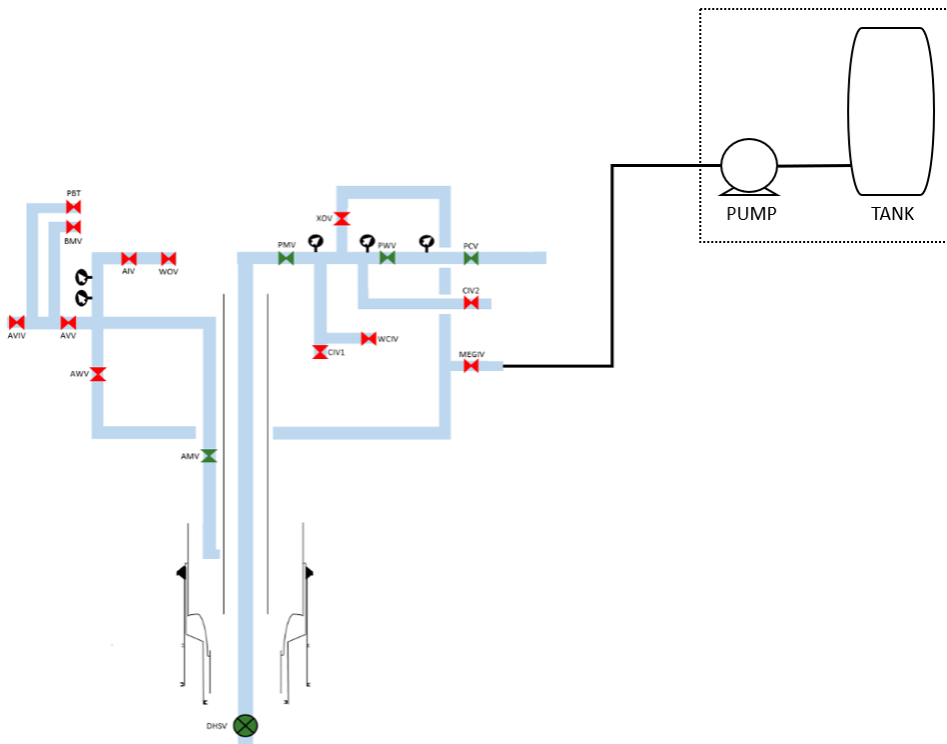 PUMP
TANK
PBT
BMV
XOV
PMV
PWV
PCV
AIV
WOV
CIV2
AVIV
AVV
WCIV
CIV1
MEGIV
AWV
AMV
DHSV